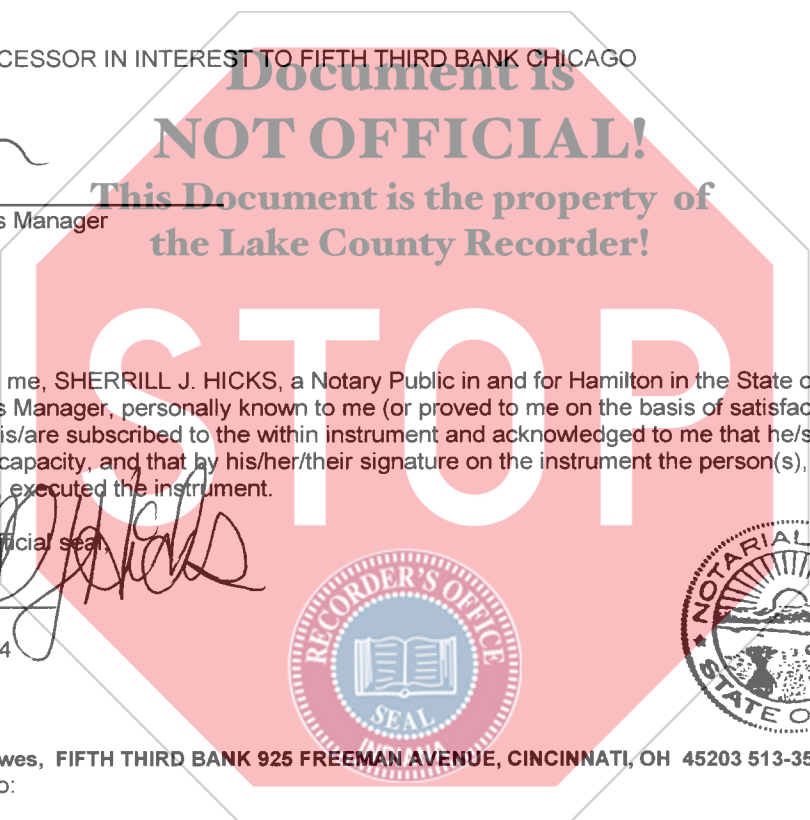 CESSOR IN INTEREST TO FIFTH THIRD BANK CHICAGO
Document is
NOT OFFICIAL!
This Document is the property of
s Manager
the Lake County Recorder!
STOP
me, SHERRILL J. HICKS, a Notary Public in and for Hamilton in the State o
s Manager, personally known to me (or proved to me on the basis of satisfac
is/are subscribed to the within instrument and acknowledged to me that he/s
capacity, and that by his/her/their signature on the instrument the person(s),
executed the instrument.
ficial seal,
J Hicks
4
NOTARIAL
STATE O
RECORDER'S OFFICE
SEAL
INDIANA
wes, FIFTH THIRD BANK 925 FREEMAN AVENUE, CINCINNATI, OH 45203 513-35
o: